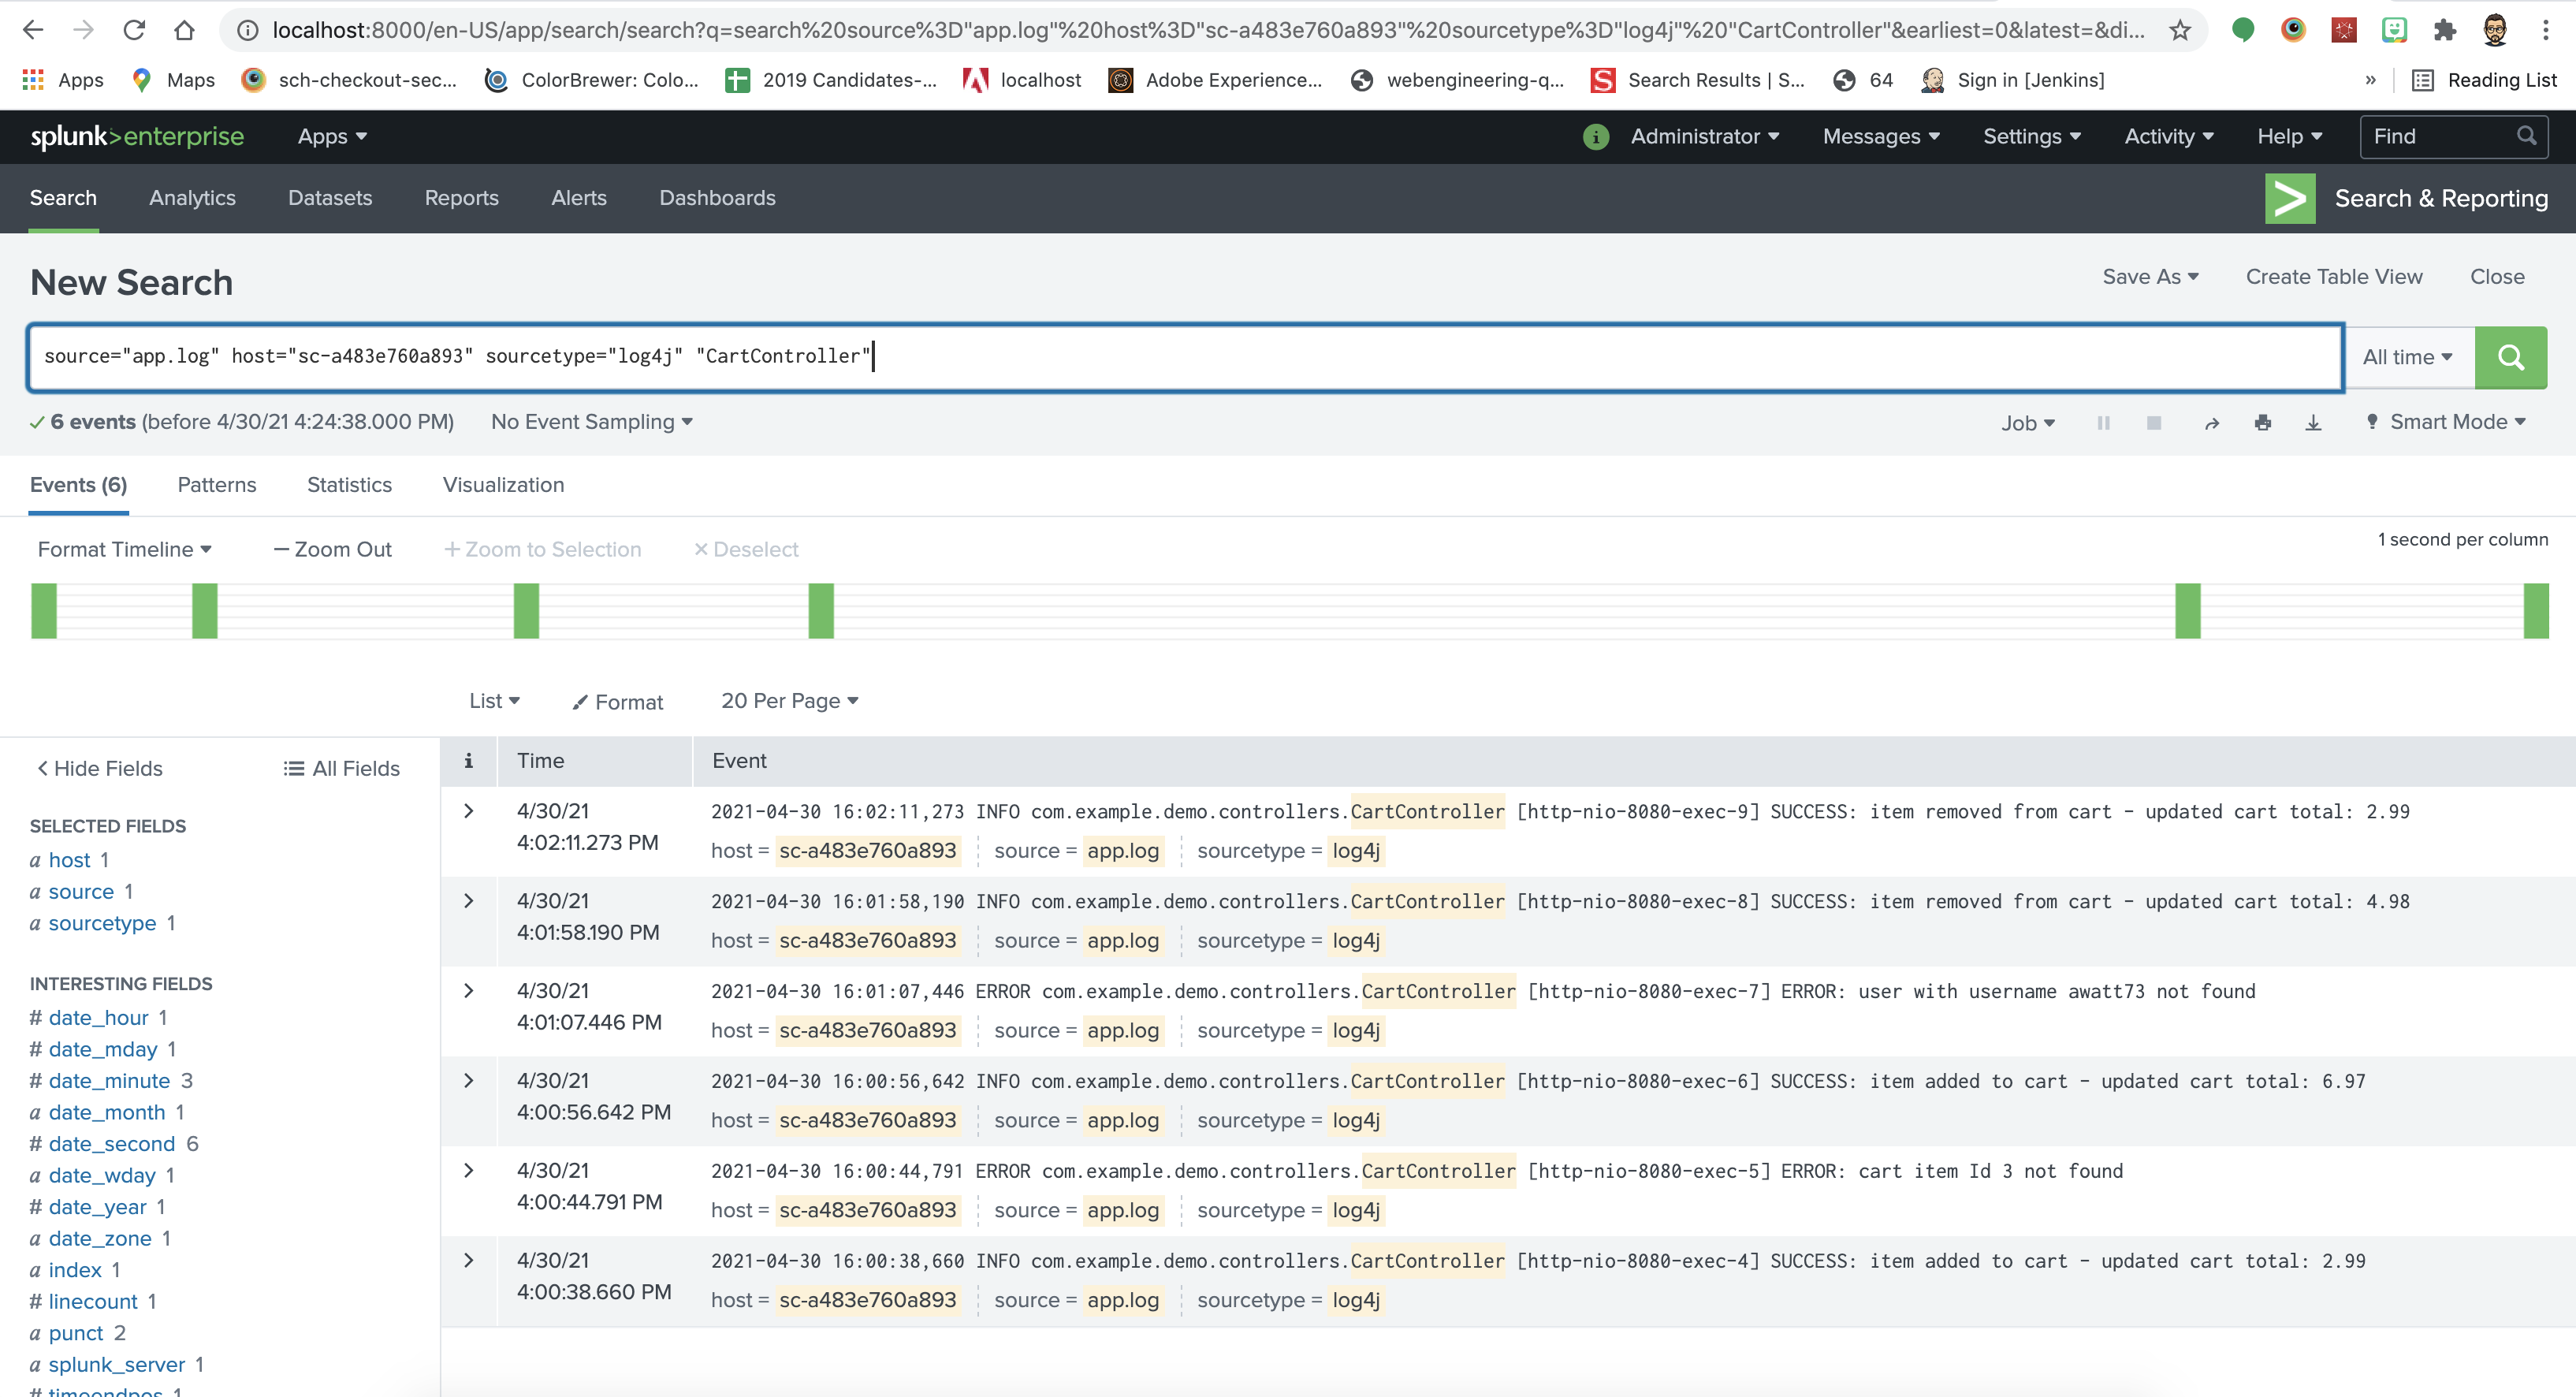 localhost:8000/en-US/app/search/search?q=search%20source%3D"app.log"%20host%3D"sc-a483e760a893"%20sourcetype%3D"log4j"%20"CartController"&earliest=0&latest=&di...
Apps Maps sch-checkout-sec... ColorBrewer: Colo... 2019 Candidates-... localhost Adobe Experience... webengineering-q... Search Results | S... 64 Sign in [Jenkins] » Reading List
splunk>enterprise Apps i Administrator Messages Settings Activity Help Find
Search Analytics Datasets Reports Alerts Dashboards Search & Reporting
New Search Save As Create Table View Close
source="app.log" host="sc-a483e760a893" sourcetype="log4j" "CartController" All time
6 events (before 4/30/21 4:24:38.000 PM) No Event Sampling Job Smart Mode
Events (6) Patterns Statistics Visualization
Format Timeline — Zoom Out + Zoom to Selection × Deselect 1 second per column
List Format 20 Per Page
< Hide Fields All Fields
SELECTED FIELDS
a host 1
a source 1
a sourcetype 1
INTERESTING FIELDS
# date_hour 1
# date_mday 1
# date_minute 3
a date_month 1
# date_second 6
a date_wday 1
# date_year 1
a date_zone 1
a index 1
# linecount 1
a punct 2
a splunk_server 1
# timeendpos 1
i Time Event
4/30/21 2021-04-30 16:02:11,273 INFO com.example.demo.controllers.CartController [http-nio-8080-exec-9] SUCCESS: item removed from cart - updated cart total: 2.99
4:02:11.273 PM host = sc-a483e760a893 source = app.log sourcetype = log4j
4/30/21 2021-04-30 16:01:58,190 INFO com.example.demo.controllers.CartController [http-nio-8080-exec-8] SUCCESS: item removed from cart - updated cart total: 4.98
4:01:58.190 PM host = sc-a483e760a893 source = app.log sourcetype = log4j
4/30/21 2021-04-30 16:01:07,446 ERROR com.example.demo.controllers.CartController [http-nio-8080-exec-7] ERROR: user with username awatt73 not found
4:01:07.446 PM host = sc-a483e760a893 source = app.log sourcetype = log4j
4/30/21 2021-04-30 16:00:56,642 INFO com.example.demo.controllers.CartController [http-nio-8080-exec-6] SUCCESS: item added to cart - updated cart total: 6.97
4:00:56.642 PM host = sc-a483e760a893 source = app.log sourcetype = log4j
4/30/21 2021-04-30 16:00:44,791 ERROR com.example.demo.controllers.CartController [http-nio-8080-exec-5] ERROR: cart item Id 3 not found
4:00:44.791 PM host = sc-a483e760a893 source = app.log sourcetype = log4j
4/30/21 2021-04-30 16:00:38,660 INFO com.example.demo.controllers.CartController [http-nio-8080-exec-4] SUCCESS: item added to cart - updated cart total: 2.99
4:00:38.660 PM host = sc-a483e760a893 source = app.log sourcetype = log4j